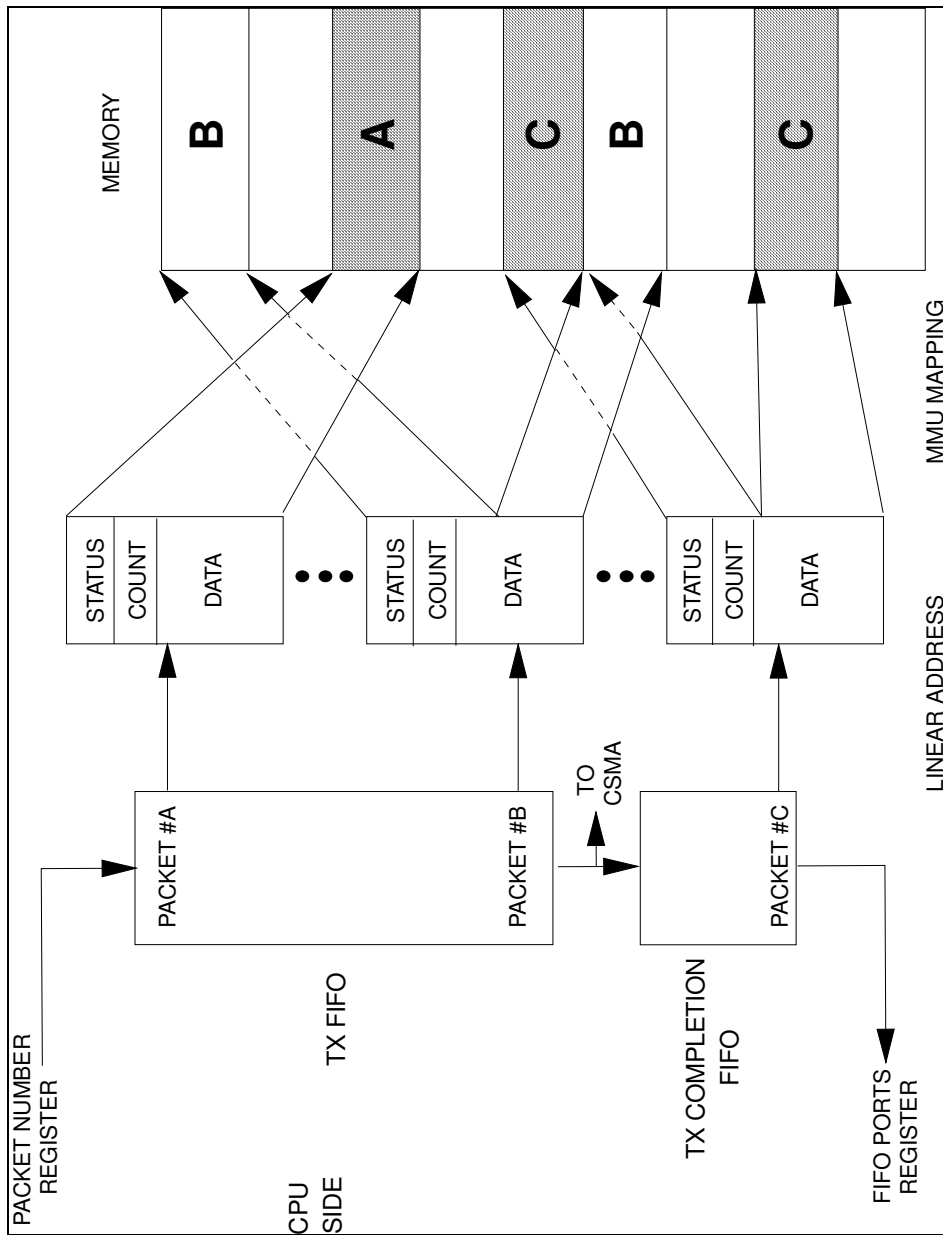 PACKET NUMBER
REGISTER
CPU
SIDE
TX FIFO
PACKET #A
PACKET #B
TO
CSMA
TX COMPLETION
FIFO
PACKET #C
FIFO PORTS
REGISTER
STATUS
COUNT
DATA
STATUS
COUNT
DATA
STATUS
COUNT
DATA
LINEAR ADDRESS
MMU MAPPING
MEMORY
B
A
C
B
C